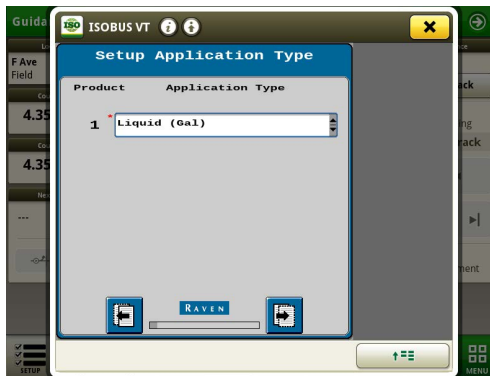 Guida
ISO ISOBUS VT
F Ave
Field
4.35
4.35
---
Setup Application Type
Product Application Type
1 * Liquid (Gal)
RAVEN
ack
ng
rack
ment
SETUP
MENU